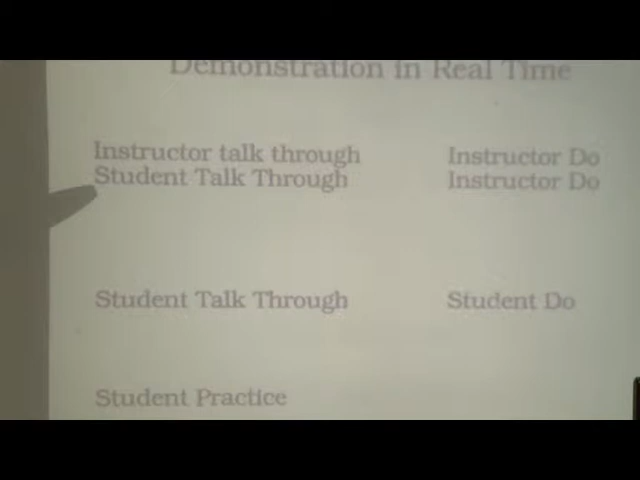 Demonstration in Real Time
Instructor talk through Instructor Do
Student Talk Through Instructor Do
Student Talk Through Student Do
Student Practice